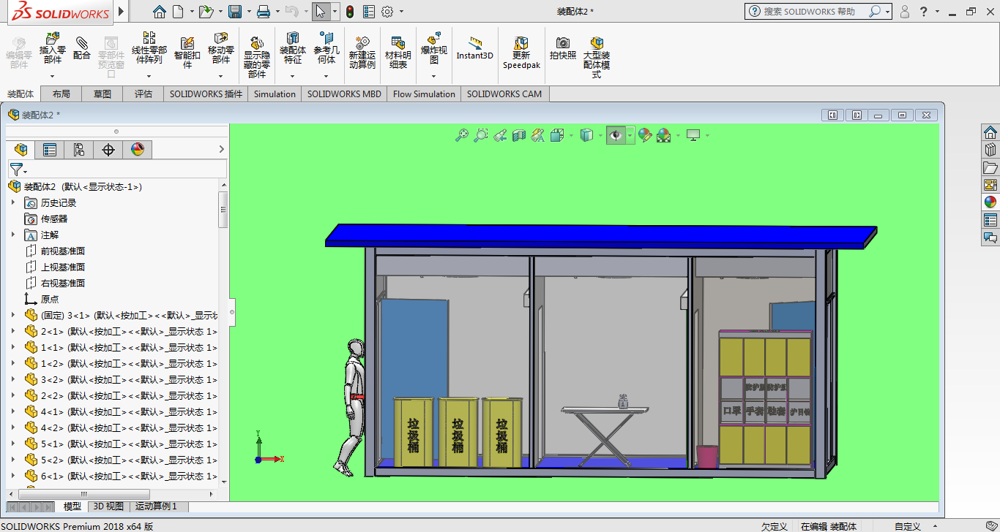 SOLIDWORKS
装配体2 *
搜索 SOLIDWORKS 帮助
编辑零部件
插入零部件
配合
零部件预览窗口
线性零部件阵列
智能扣件
移动零部件
显示隐藏的零部件
装配体特征
参考几何体
新建运动算例
材料明细表
爆炸视图
Instant3D
更新 Speedpak
拍快照
大型装配体模式
装配体
布局
草图
评估
SOLIDWORKS 插件
Simulation
SOLIDWORKS MBD
Flow Simulation
SOLIDWORKS CAM
装配体2 *
装配体2 (默认<显示状态-1>)
历史记录
传感器
注解
前视基准面
上视基准面
右视基准面
原点
(固定) 3<1> (默认<按加工><<默认>_显示状
2<1> (默认<按加工><<默认>_显示状态 1>
1<1> (默认<按加工><<默认>_显示状态 1>
1<2> (默认<按加工><<默认>_显示状态 1>
3<2> (默认<按加工><<默认>_显示状态 1>
2<2> (默认<按加工><<默认>_显示状态 1>
4<1> (默认<按加工><<默认>_显示状态 1>
4<2> (默认<按加工><<默认>_显示状态 1>
5<1> (默认<按加工><<默认>_显示状态 1>
5<2> (默认<按加工><<默认>_显示状态 1>
6<1> (默认<按加工><<默认>_显示状态 1>
垃圾桶
垃圾桶
垃圾桶
防护服
防护服
口罩
手套
鞋套
护目镜
Y
X
模型
3D 视图
运动算例 1
SOLIDWORKS Premium 2018 x64 版
欠定义
在编辑 装配体
自定义